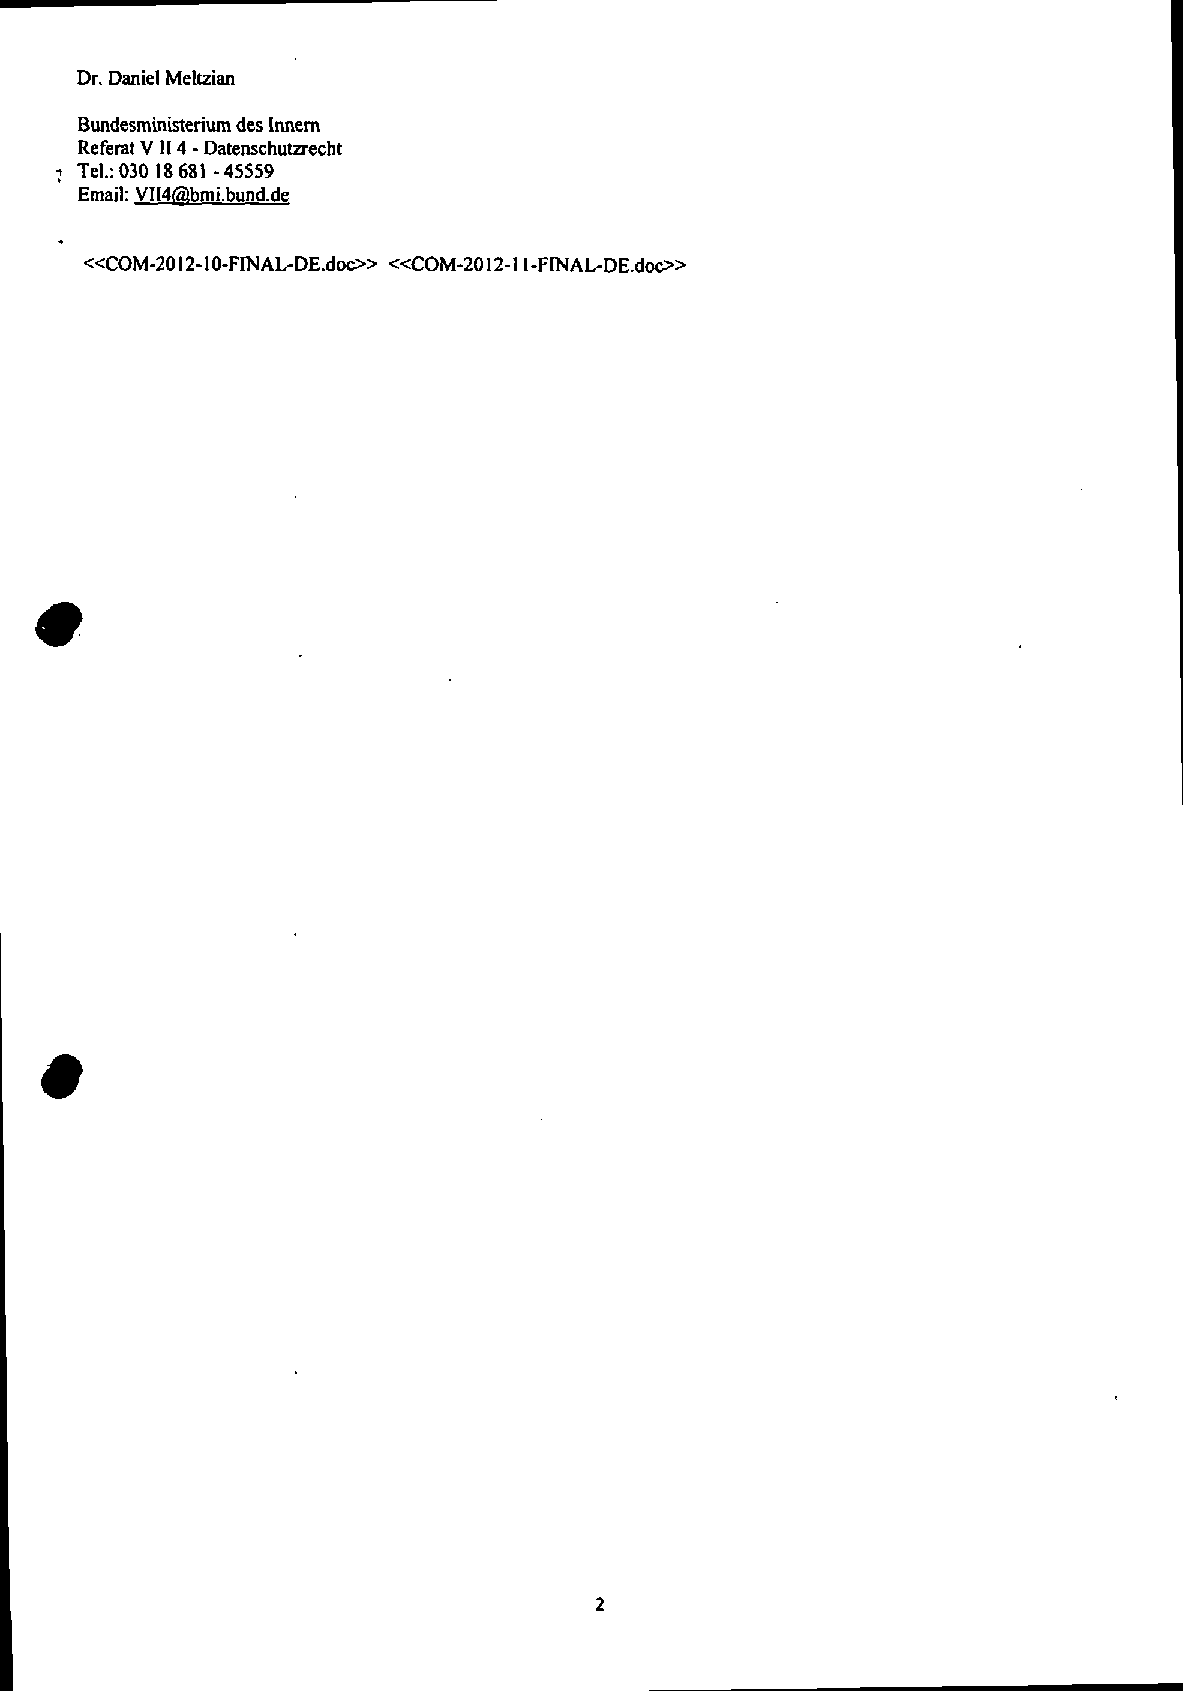 Dr. Daniel Meltzian
Bundesministerium des Innern
Referat V II 4 - Datenschutzrecht
Tel.: 030 18 681 - 45559
Email: VII4@bmi.bund.de
<<COM-2012-10-FINAL-DE.doc>> <<COM-2012-11-FINAL-DE.doc>>
2